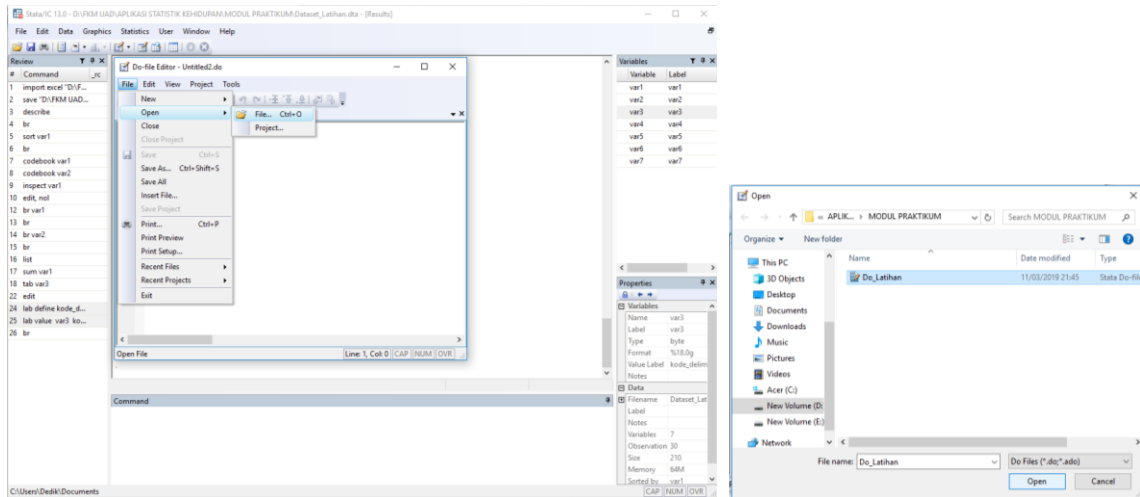 Stata/IC 13.0 - D:\FKM UAD\APLIKASI STATISTIK KEHIDUPAN\MODUL PRAKTIKUM\Dataset_Latihan.dta - [Results]
File Edit Data Graphics Statistics User Window Help
Review
# Command _rc
1 import excel "D:\F...
2 save "D:\FKM UAD...
3 describe
4 br
5 sort var1
6 br
7 codebook var1
8 codebook var2
9 inspect var1
10 edit, nol
12 br var1
13 br
14 br var2
15 br
16 list
17 sum var1
18 tab var3
22 edit
24 lab define kode_d...
25 lab value var3 ko...
26 br
Do-file Editor - Untitled2.do
File Edit View Project Tools
New
Open
Close
Close Project
Save Ctrl+S
Save As... Ctrl+Shift+S
Save All
Insert File...
Save Project
Print... Ctrl+P
Print Preview
Print Setup...
Recent Files
Recent Projects
Exit
File... Ctrl+O
Project...
Open File
Line: 1, Col: 0 CAP NUM OVR
Command
Variables
Variable Label
var1 var1
var2 var2
var3 var3
var4 var4
var5 var5
var6 var6
var7 var7
Properties
Variables
Name var3
Label var3
Type byte
Format %18.0g
Value Label kode_delim
Notes
Data
Filename Dataset_Lat
Label
Notes
Variables 7
Observation 30
Size 210
Memory 64M
Sorted by var1
C:\Users\Dedik\Documents
CAP NUM OVR
Open
« APLIK... > MODUL PRAKTIKUM
Search MODUL PRAKTIKUM
Organize New folder
Name Date modified Type
Do_Latihan 11/03/2019 21:45 Stata Do-fil
This PC
3D Objects
Desktop
Documents
Downloads
Music
Pictures
Videos
Acer (C:)
New Volume (D:
New Volume (E:)
Network
File name: Do_Latihan
Do Files (*.do;*.ado)
Open Cancel